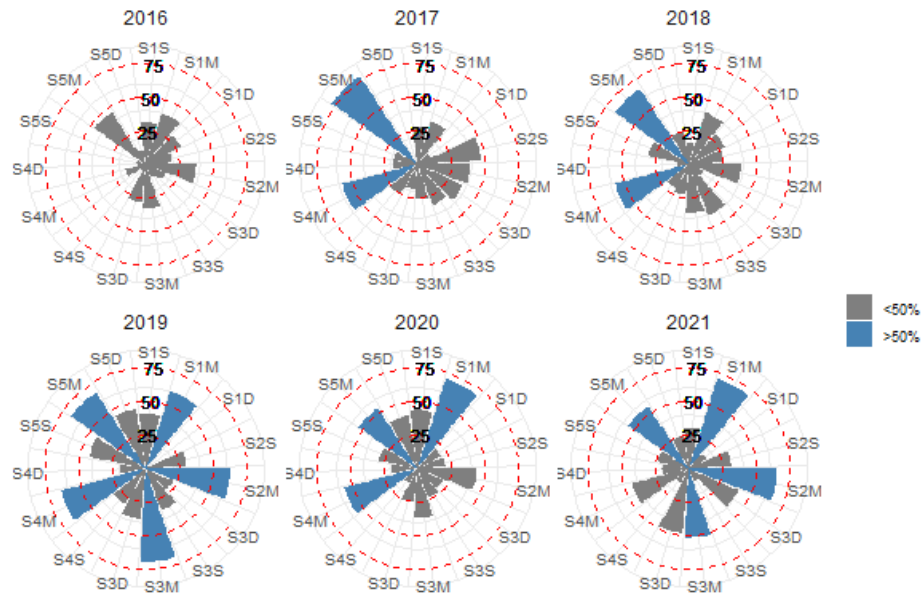 2016
2017
2018
S5D S1S S1M
S5M 75 S1D
50
S5S 25 S2S
S4D S2M
S4M S3D
S4S S3S
S3D S3M
S5D S1S S1M
S5M 75 S1D
50
S5S 25 S2S
S4D S2M
S4M S3D
S4S S3S
S3D S3M
S5D S1S S1M
S5M 75 S1D
50
S5S 25 S2S
S4D S2M
S4M S3D
S4S S3S
S3D S3M
2019
2020
2021
S5D S1S S1M
S5M 75 S1D
50
S5S 25 S2S
S4D S2M
S4M S3D
S4S S3S
S3D S3M
S5D S1S S1M
S5M 75 S1D
50
S5S 25 S2S
S4D S2M
S4M S3D
S4S S3S
S3D S3M
S5D S1S S1M
S5M 75 S1D
50
S5S 25 S2S
S4D S2M
S4M S3D
S4S S3S
S3D S3M
<50%
>50%